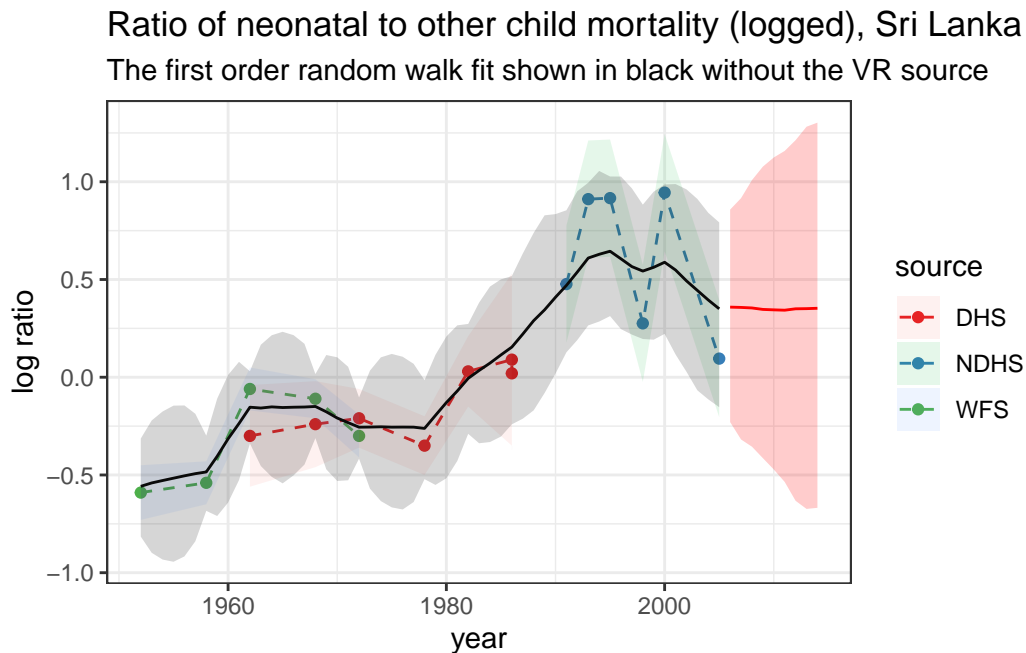 Ratio of neonatal to other child mortality (logged), Sri Lanka
The first order random walk fit shown in black without the VR source
log ratio
1.0
0.5
0.0
−0.5
−1.0
1960 1980 2000
year
source
DHS
NDHS
WFS